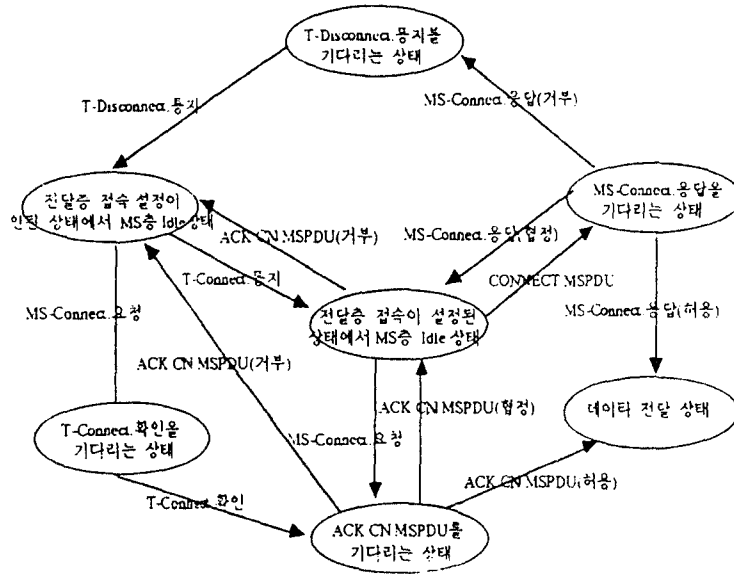 T-Disconnect.통지를
기다리는 상태
T-Disconnect.통지
MS-Connect.응답(거부)
전달층 접속 설정이
안된 상태에서 MS층 Idle 상태
MS-Connect.응답을
기다리는 상태
ACK CN MSPDU(거부)
MS-Connect.응답(협정)
T-Connect.통지
CONNECT MSPDU
MS-Connect.요청
전달층 접속이 설정된
상태에서 MS층 Idle 상태
MS-Connect 응답(허용)
ACK CN MSPDU(거부)
ACK CN MSPDU(협정)
데이타 전달 상태
T-Connect.확인을
기다리는 상태
MS-Connect.요청
ACK CN MSPDU(허용)
T-Connect.확인
ACK CN MSPDU를
기다리는 상태